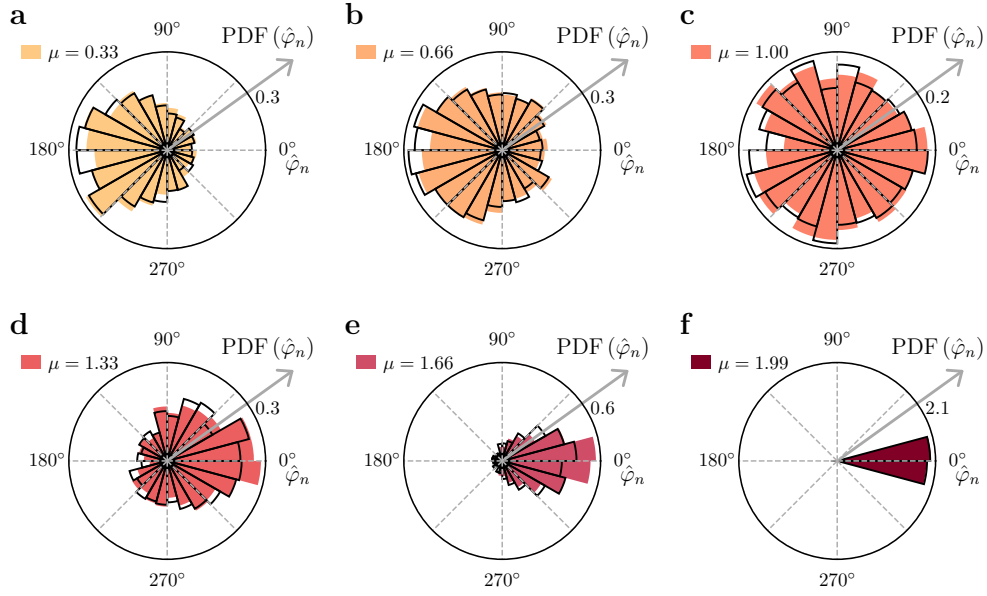 a
90°
PDF (φ̂ₙ)
μ = 0.33
0.3
180°
0°
φ̂ₙ
270°
b
90°
PDF (φ̂ₙ)
μ = 0.66
0.3
180°
0°
φ̂ₙ
270°
c
90°
PDF (φ̂ₙ)
μ = 1.00
0.2
180°
0°
φ̂ₙ
270°
d
90°
PDF (φ̂ₙ)
μ = 1.33
0.3
180°
0°
φ̂ₙ
270°
e
90°
PDF (φ̂ₙ)
μ = 1.66
0.6
180°
0°
φ̂ₙ
270°
f
90°
PDF (φ̂ₙ)
μ = 1.99
2.1
180°
0°
φ̂ₙ
270°